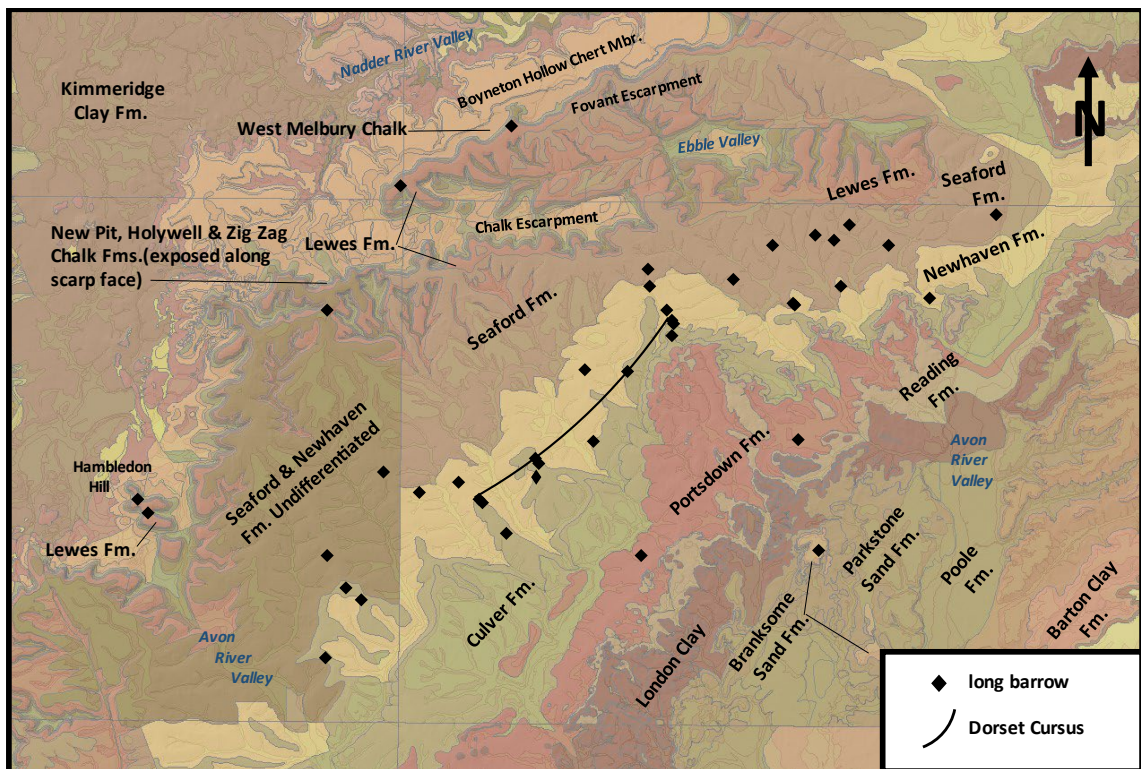 Nadder River Valley
Boyneton Hollow Chert Mbr.
Kimmeridge
Clay Fm.
West Melbury Chalk
Fovant Escarpment
N
Ebble Valley
Lewes Fm.
Seaford
Fm.
New Pit, Holywell & Zig Zag
Chalk Fms.(exposed along
scarp face)
Lewes Fm.
Chalk Escarpment
Newhaven Fm.
Seaford Fm.
Reading
Fm.
Hambledon
Hill
Lewes Fm.
Seaford & Newhaven
Fm. Undifferentiated
Portsdown Fm.
Avon
River
Valley
Culver Fm.
London Clay
Branksome
Sand Fm.
Parkstone
Sand Fm.
Poole
Fm.
Barton Clay
Fm.
Avon
River
Valley
long barrow
Dorset Cursus